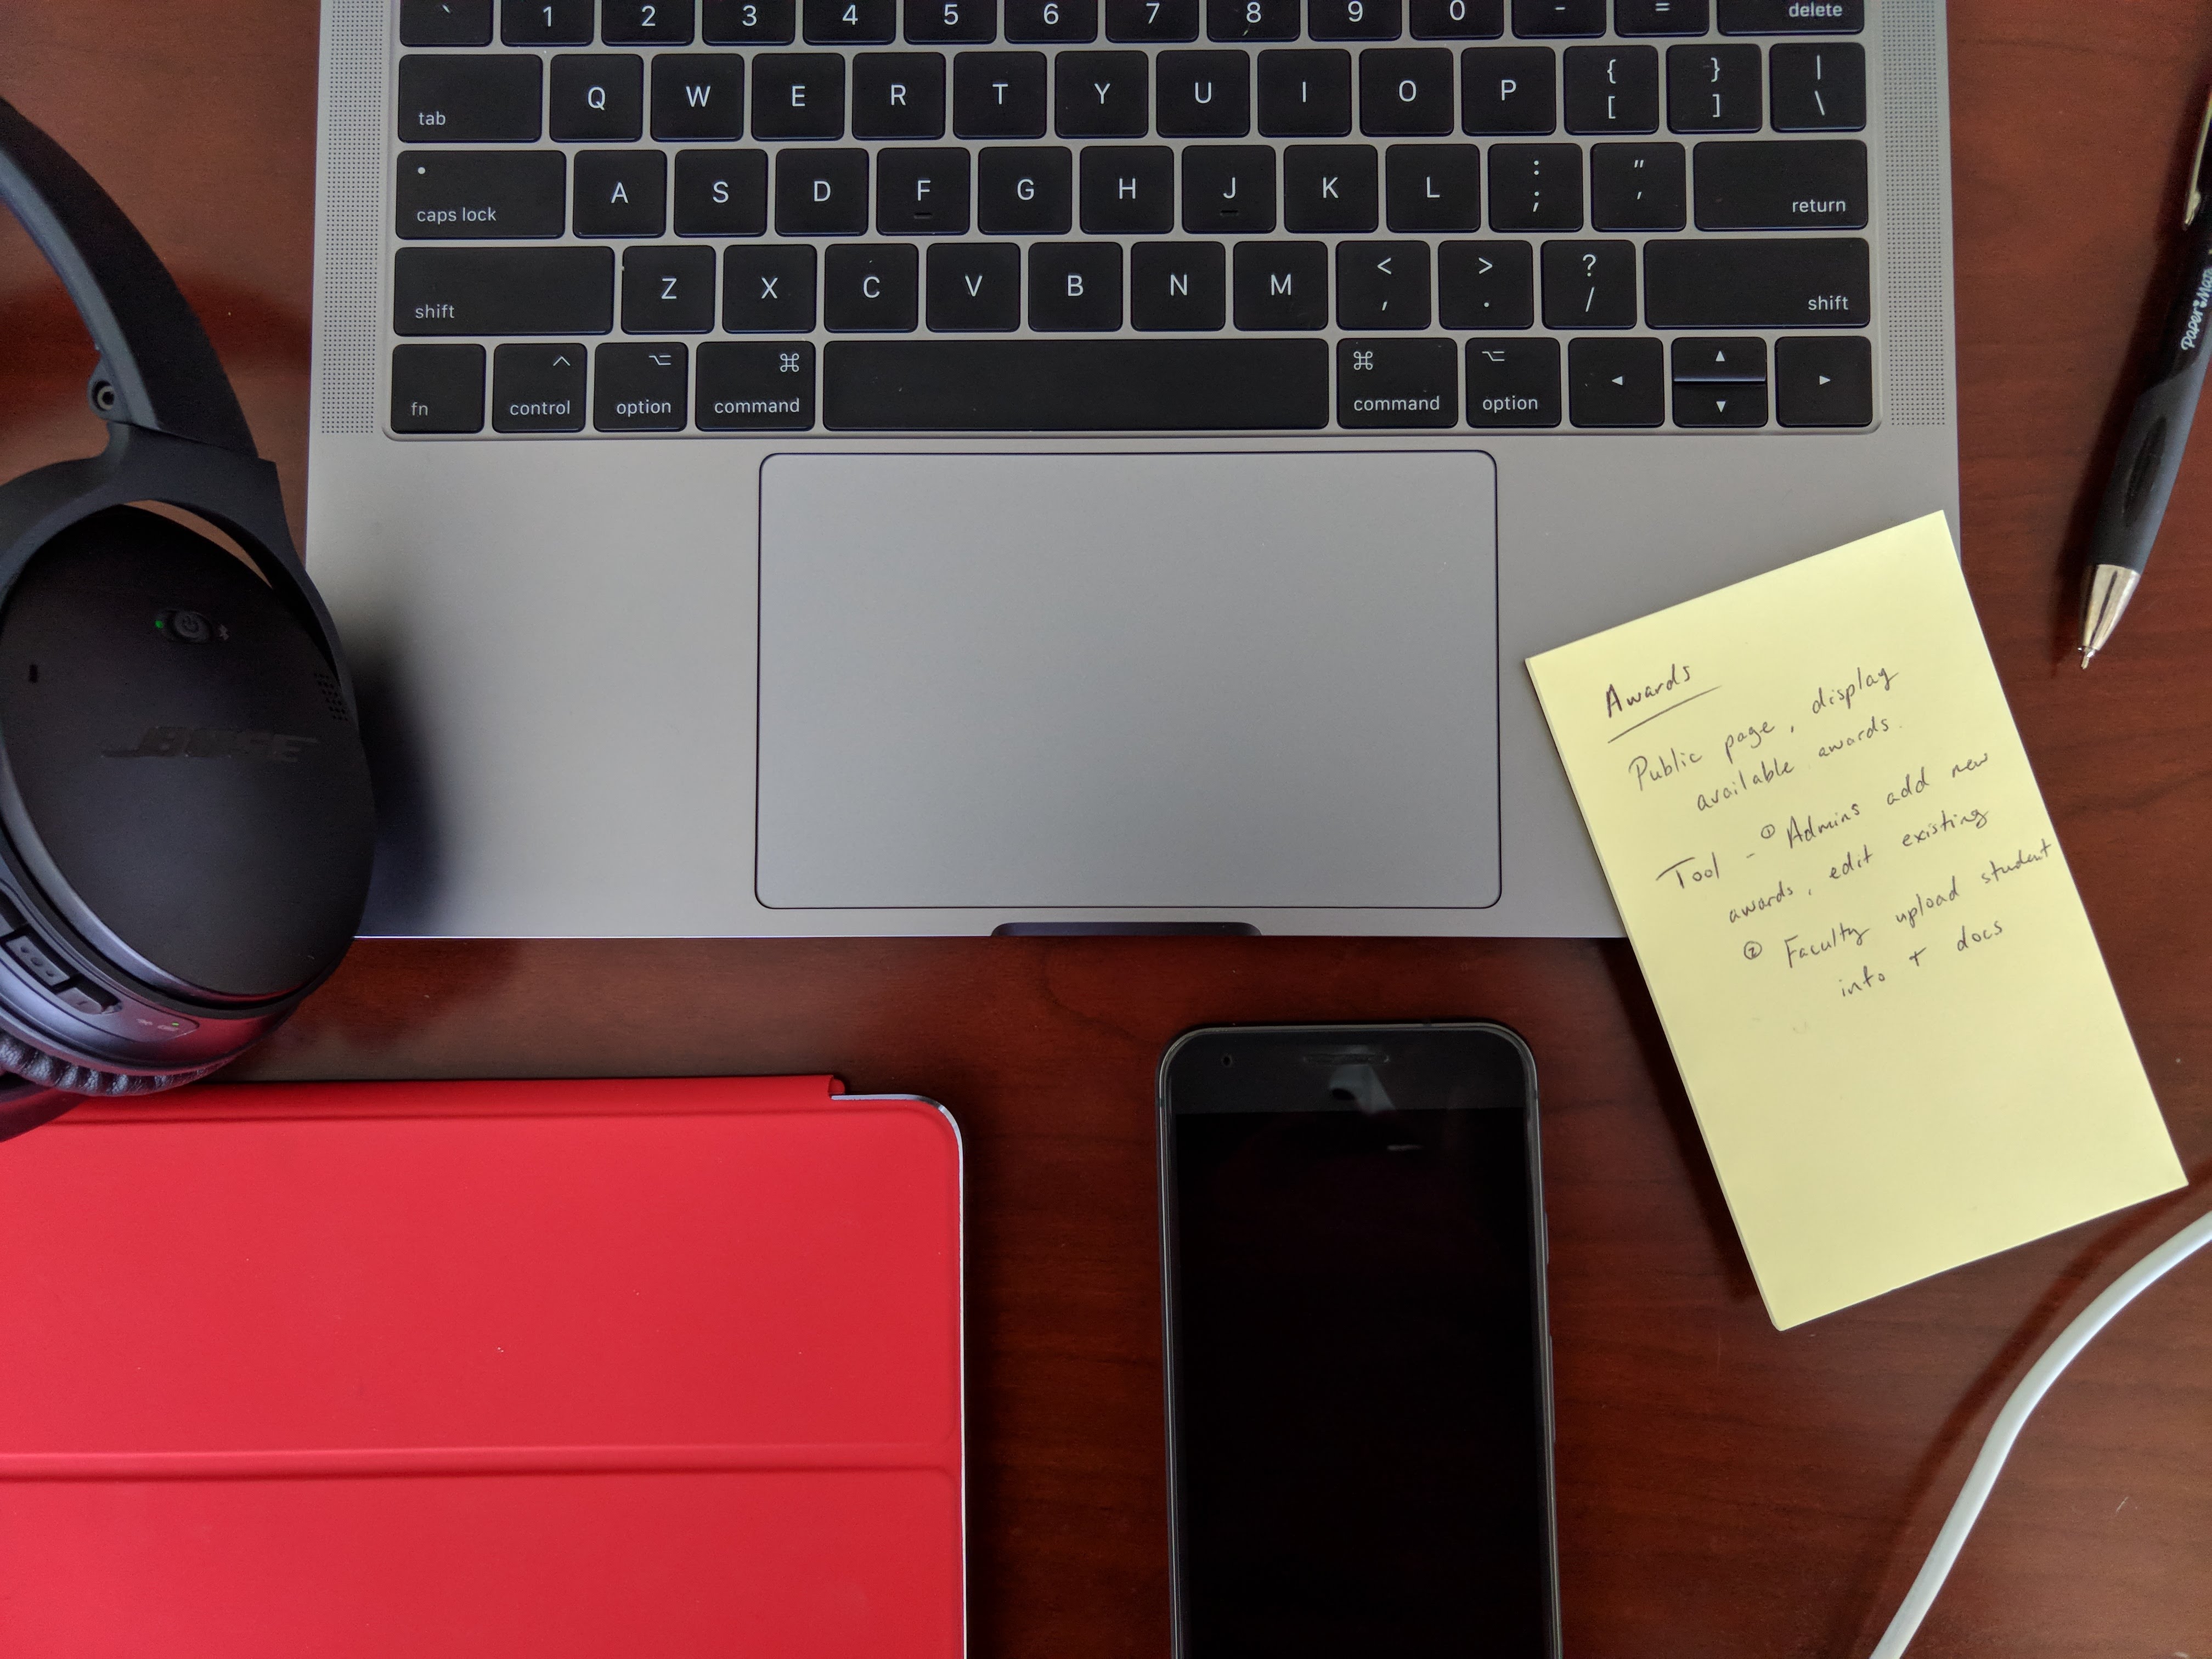 ` 1 2 3 4 5 6 7 8 9 0 - = delete
tab Q W E R T Y U I O P { [ } ] | \
caps lock A S D F G H J K L : ; " ' return
shift Z X C V B N M < , > . ? / shift
fn control option command command option
BOSE
PaperMate
Awards
Public page, display
available awards.
Tool - ① Admins add new
awards, edit existing
② Faculty upload student
info + docs